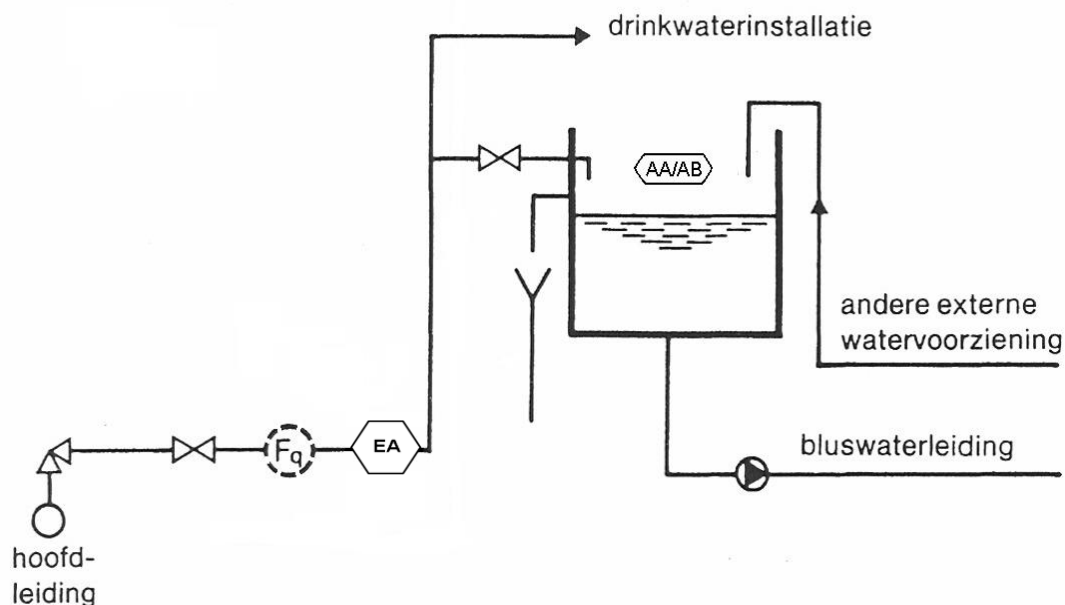 drinkwaterinstallatie
AA/AB
andere externe
watervoorziening
Fq
EA
bluswaterleiding
hoofd-
leiding